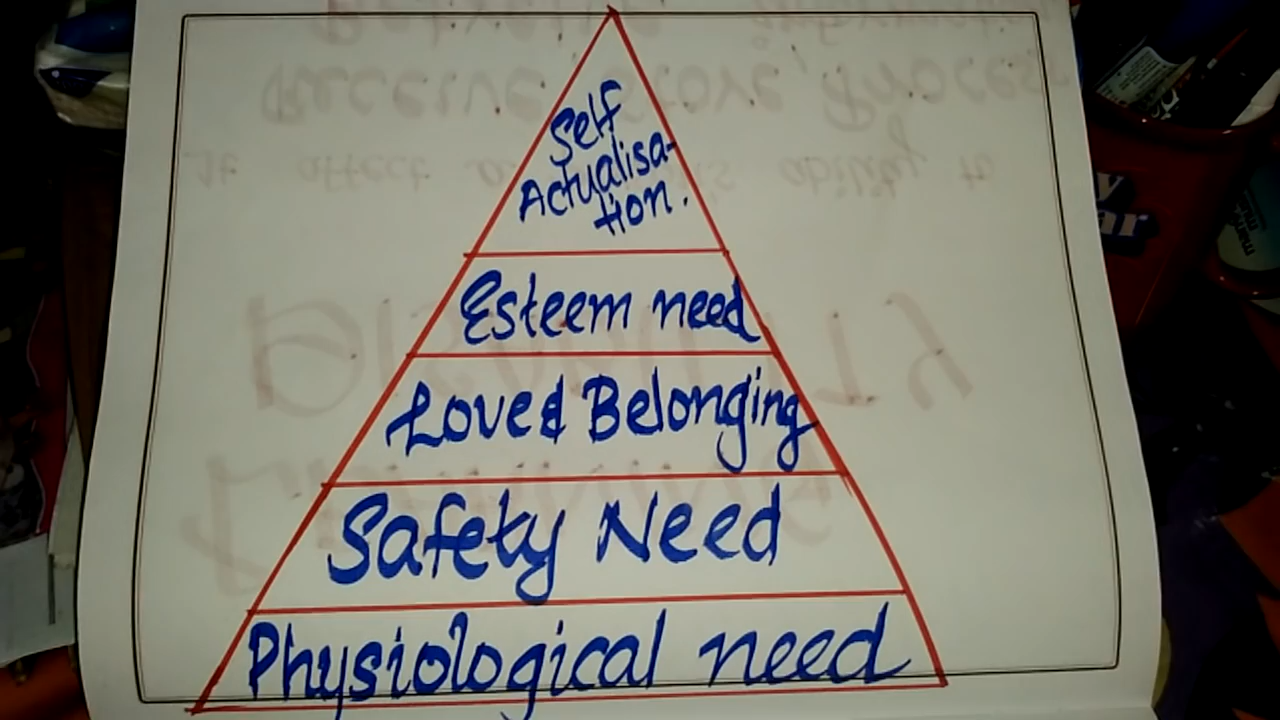 Self
Actualisa-
tion.
Esteem need
Love & Belonging
Safety Need
Physiological need